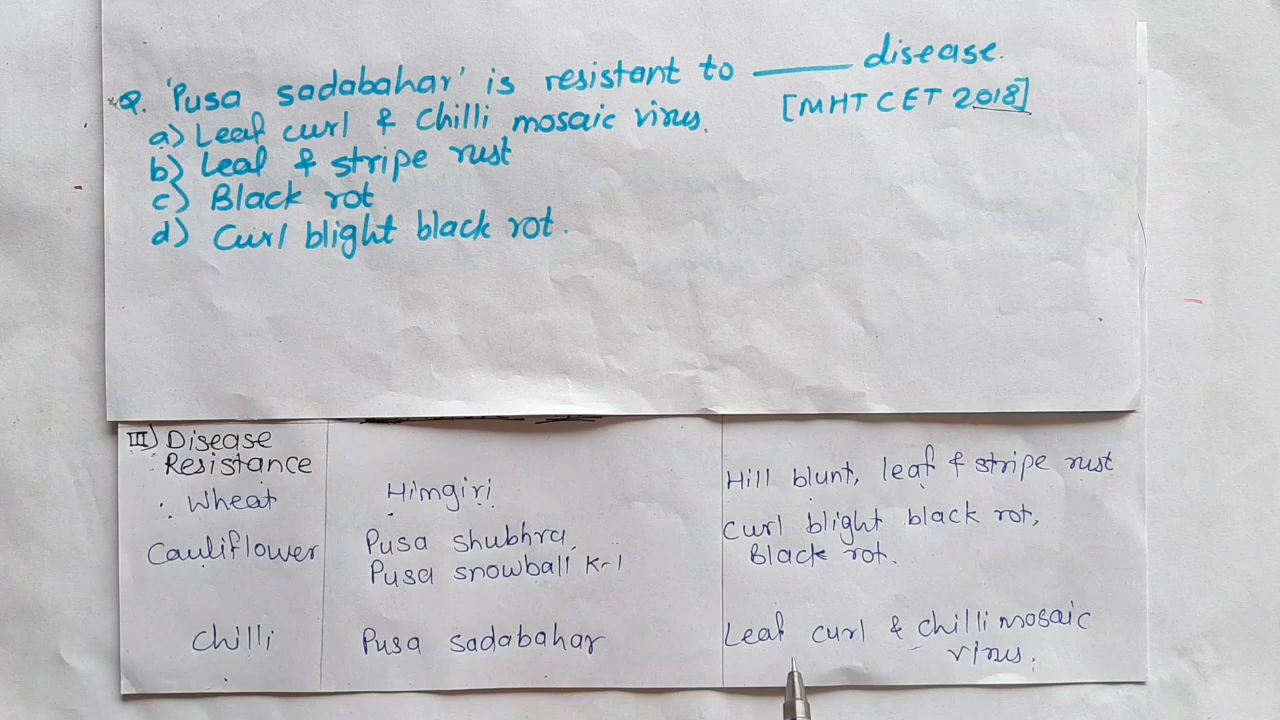 Q. 'Pusa sadabahar' is resistant to ——— disease.
[MHT CET 2018]
a) Leaf curl & Chilli mosaic virus.
b) Leaf & stripe rust
c) Black rot
d) Curl blight black rot.
III) Disease Resistance
Wheat Himgiri Hill blunt, leaf & stripe rust
Cauliflower Pusa shubhra, Pusa snowball K-1 Curl blight black rot, Black rot.
Chilli Pusa sadabahar Leaf curl & chilli mosaic virus.